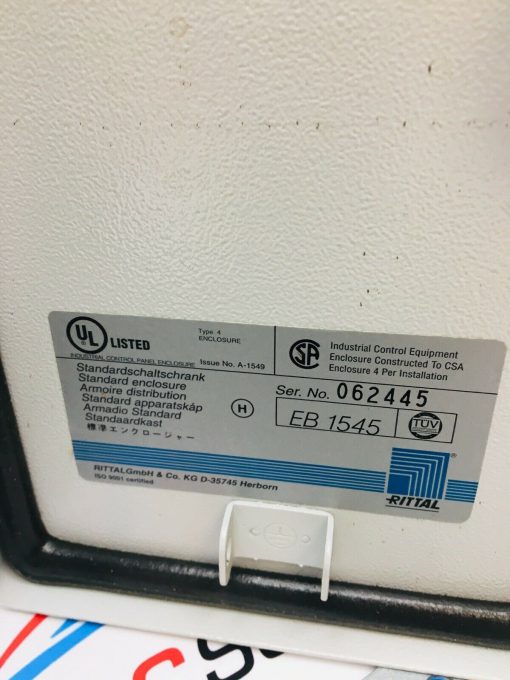 UL
LISTED
Type 4
ENCLOSURE
INDUSTRIAL CONTROL PANEL ENCLOSURE
Issue No. A-1549
SA
Industrial Control Equipment
Enclosure Constructed To CSA
Enclosure 4 Per Installation
Standardschaltschrank
Standard enclosure
Armoire distribution
Standard apparatskåp
Armadio Standard
Standaardkast
標準エンクロージャー
H
Ser. No. 062445
EB 1545
TÜV
RITTALGmbH & Co. KG D-35745 Herborn
ISO 9001 certified
RITTAL
®